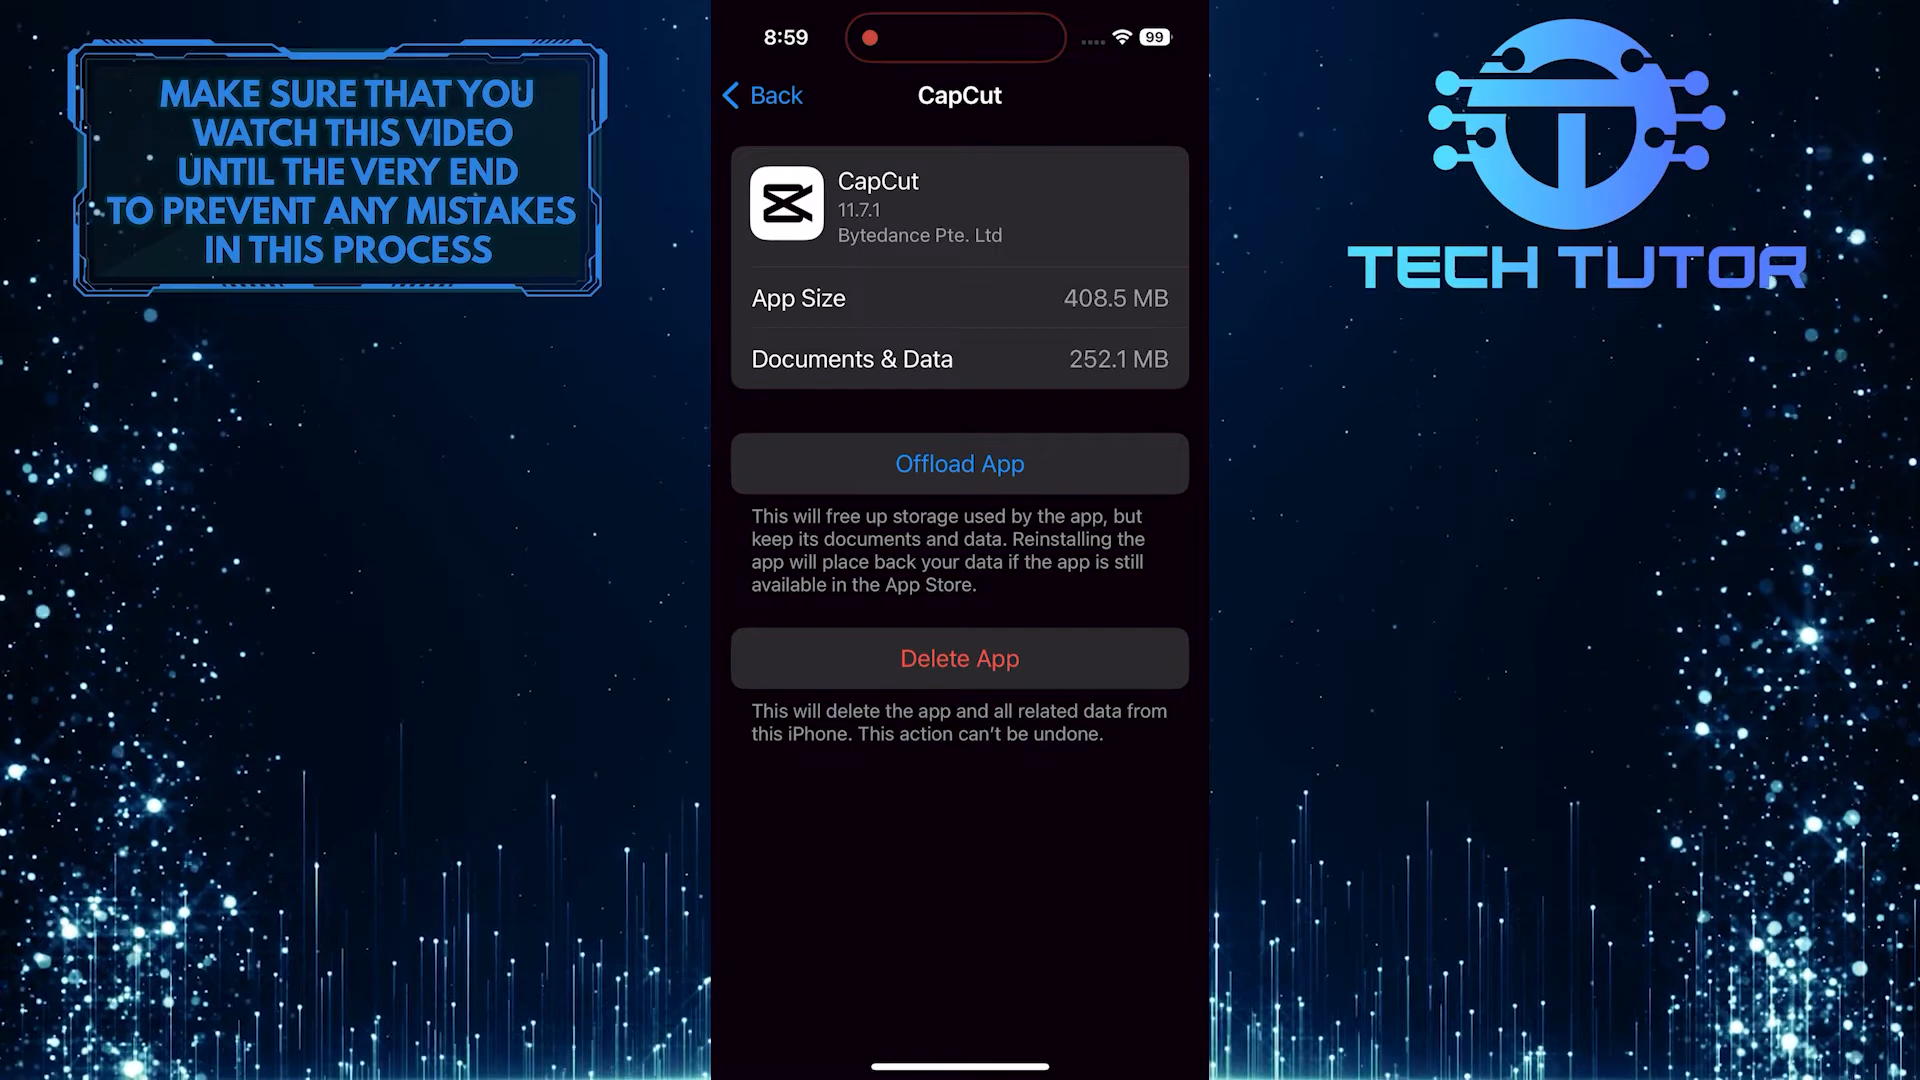 MAKE SURE THAT YOU
WATCH THIS VIDEO
UNTIL THE VERY END
TO PREVENT ANY MISTAKES
IN THIS PROCESS
8:59
99
Back
CapCut
CapCut
11.7.1
Bytedance Pte. Ltd
App Size
408.5 MB
Documents & Data
252.1 MB
Offload App
This will free up storage used by the app, but
keep its documents and data. Reinstalling the
app will place back your data if the app is still
available in the App Store.
Delete App
This will delete the app and all related data from
this iPhone. This action can’t be undone.
TECH TUTOR